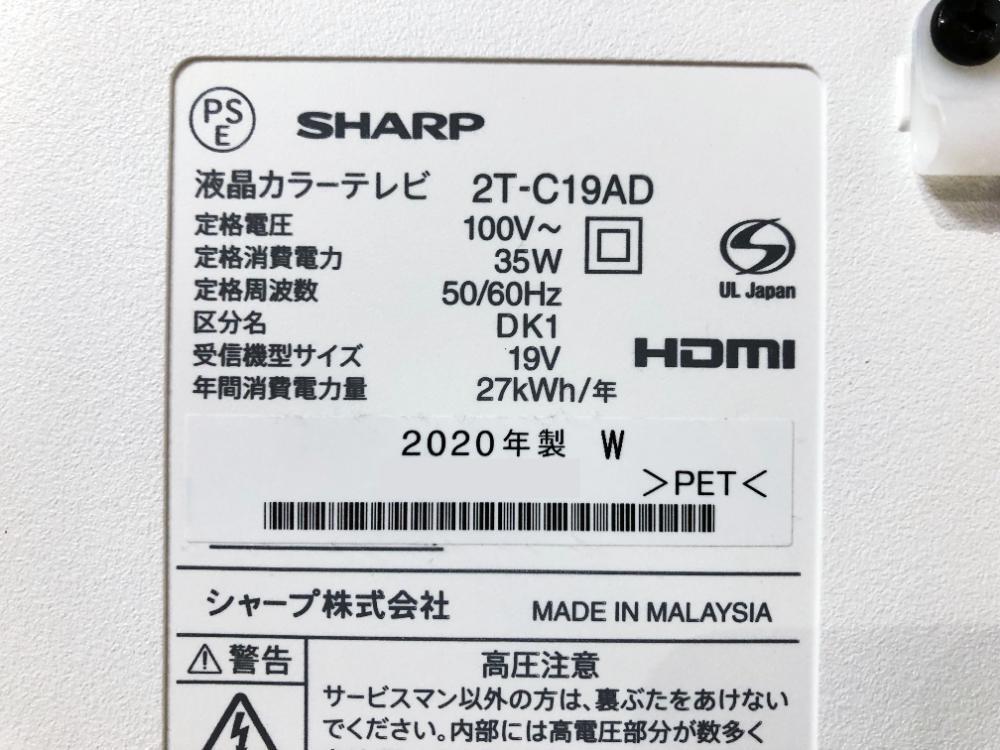 PSE SHARP
液晶カラーテレビ 2T-C19AD
定格電圧 100V～
定格消費電力 35W
定格周波数 50/60Hz
UL Japan
区分名 DK1
受信機型サイズ 19V
HDMI
年間消費電力量 27kWh/年
2020年製 W
>PET<
シャープ株式会社 MADE IN MALAYSIA
警告 高圧注意
サービスマン以外の方は、裏ぶたをあけない
でください。内部には高電圧部分が数多く